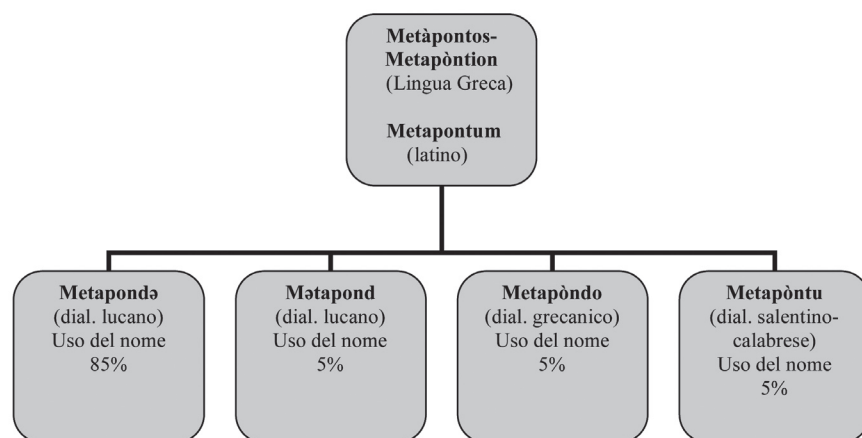 Metàpontos-
Metapòntion
(Lingua Greca)
Metapontum
(latino)
Metapondə
(dial. lucano)
Uso del nome
85%
Mətapond
(dial. lucano)
Uso del nome
5%
Metapòndo
(dial. grecanico)
Uso del nome
5%
Metapòntu
(dial. salentino-
calabrese)
Uso del nome
5%